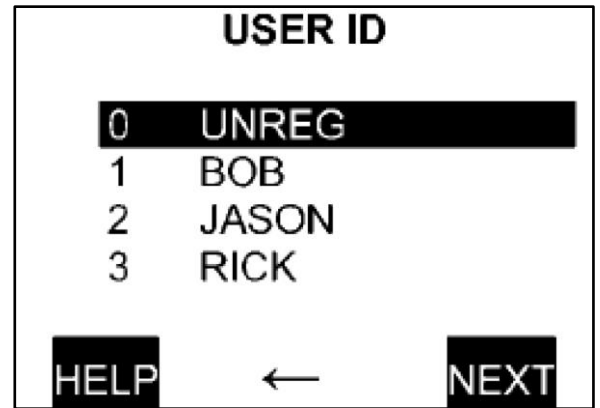 USER ID
0 UNREG
1 BOB
2 JASON
3 RICK
HELP ← NEXT